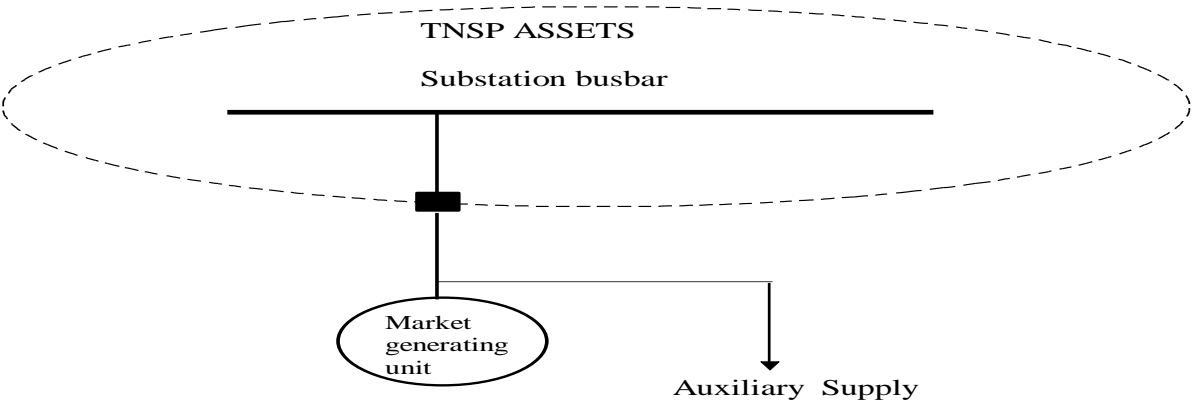 TNSP ASSETS
Substation busbar
Market
generating
unit
Auxiliary Supply